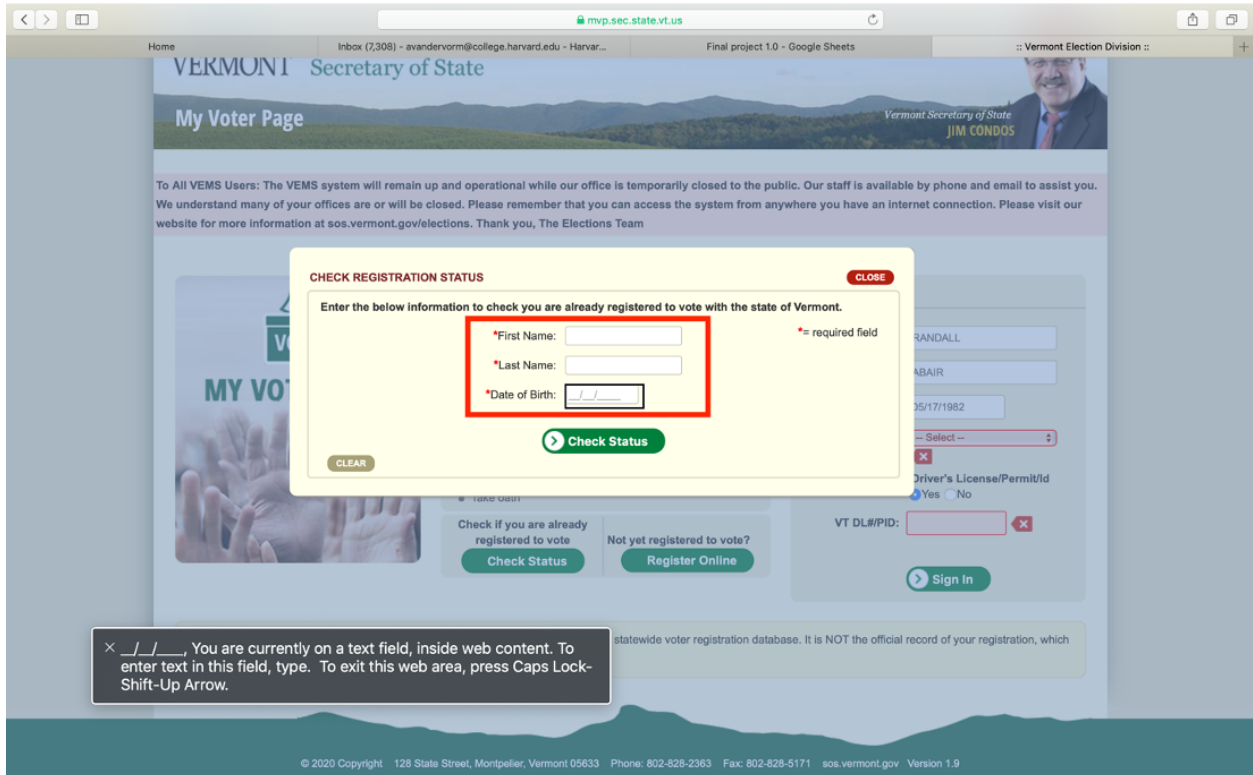 mvp.sec.state.vt.us
Home Inbox (7,308) - avandervorm@college.harvard.edu - Harvar... Final project 1.0 - Google Sheets :: Vermont Election Division :: +
VERMONT Secretary of State
My Voter Page
Vermont Secretary of State
JIM CONDOS
To All VEMS Users: The VEMS system will remain up and operational while our office is temporarily closed to the public. Our staff is available by phone and email to assist you.
We understand many of your offices are or will be closed. Please remember that you can access the system from anywhere you have an internet connection. Please visit our
website for more information at sos.vermont.gov/elections. Thank you, The Elections Team
CHECK REGISTRATION STATUS
CLOSE
Enter the below information to check you are already registered to vote with the state of Vermont.
*First Name:
*= required field
*Last Name:
*Date of Birth: __/__/____
Check Status
CLEAR
MY VO
RANDALL
ABAIR
05/17/1982
-- Select --
Driver's License/Permit/Id
Yes No
VT DL#/PID:
Sign In
Take oath
Check if you are already
registered to vote
Check Status
Not yet registered to vote?
Register Online
statewide voter registration database. It is NOT the official record of your registration, which
× __/__/____, You are currently on a text field, inside web content. To
enter text in this field, type. To exit this web area, press Caps Lock-
Shift-Up Arrow.
© 2020 Copyright 128 State Street, Montpelier, Vermont 05633 Phone: 802-828-2363 Fax: 802-828-5171 sos.vermont.gov Version 1.9